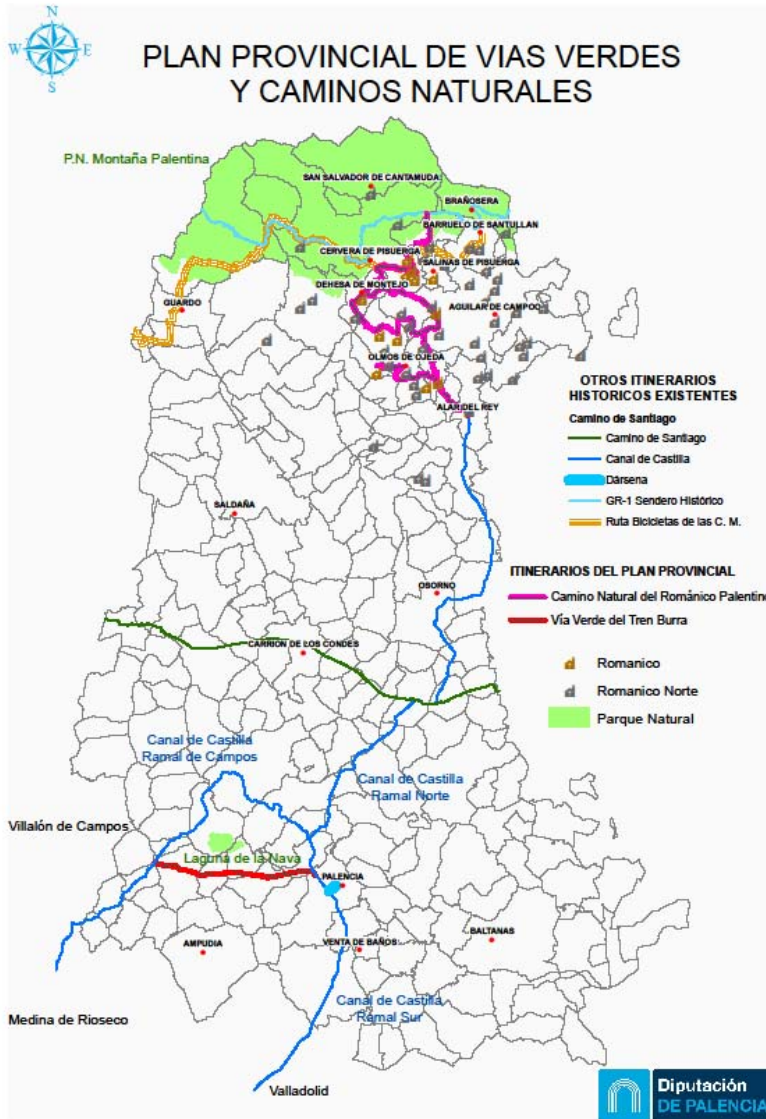 N
W E
S
PLAN PROVINCIAL DE VIAS VERDES
Y CAMINOS NATURALES
P.N. Montaña Palentina
SAN SALVADOR DE CANTAMUDA
BRAÑOSERA
BARRUELO DE SANTULLAN
CERVERA DE PISUERGA
SALINAS DE PISUERGA
DEHESA DE MONTEJO
GUARDO
AGUILAR DE CAMPOO
OLMOS DE OJEDA
ALAR DEL REY
OTROS ITINERARIOS
HISTORICOS EXISTENTES
Camino de Santiago
Camino de Santiago
Canal de Castilla
Dársena
GR-1 Sendero Histórico
Ruta Bicicletas de las C. M.
SALDAÑA
OSORNO
ITINERARIOS DEL PLAN PROVINCIAL
Camino Natural del Románico Palentino
Vía Verde del Tren Burra
CARRION DE LOS CONDES
Romanico
Romanico Norte
Parque Natural
Canal de Castilla
Ramal de Campos
Canal de Castilla
Ramal Norte
Villalón de Campos
Laguna de la Nava
PALENCIA
AMPUDIA
VENTA DE BAÑOS
BALTANAS
Canal de Castilla
Ramal Sur
Medina de Rioseco
Valladolid
Diputación
DE PALENCIA